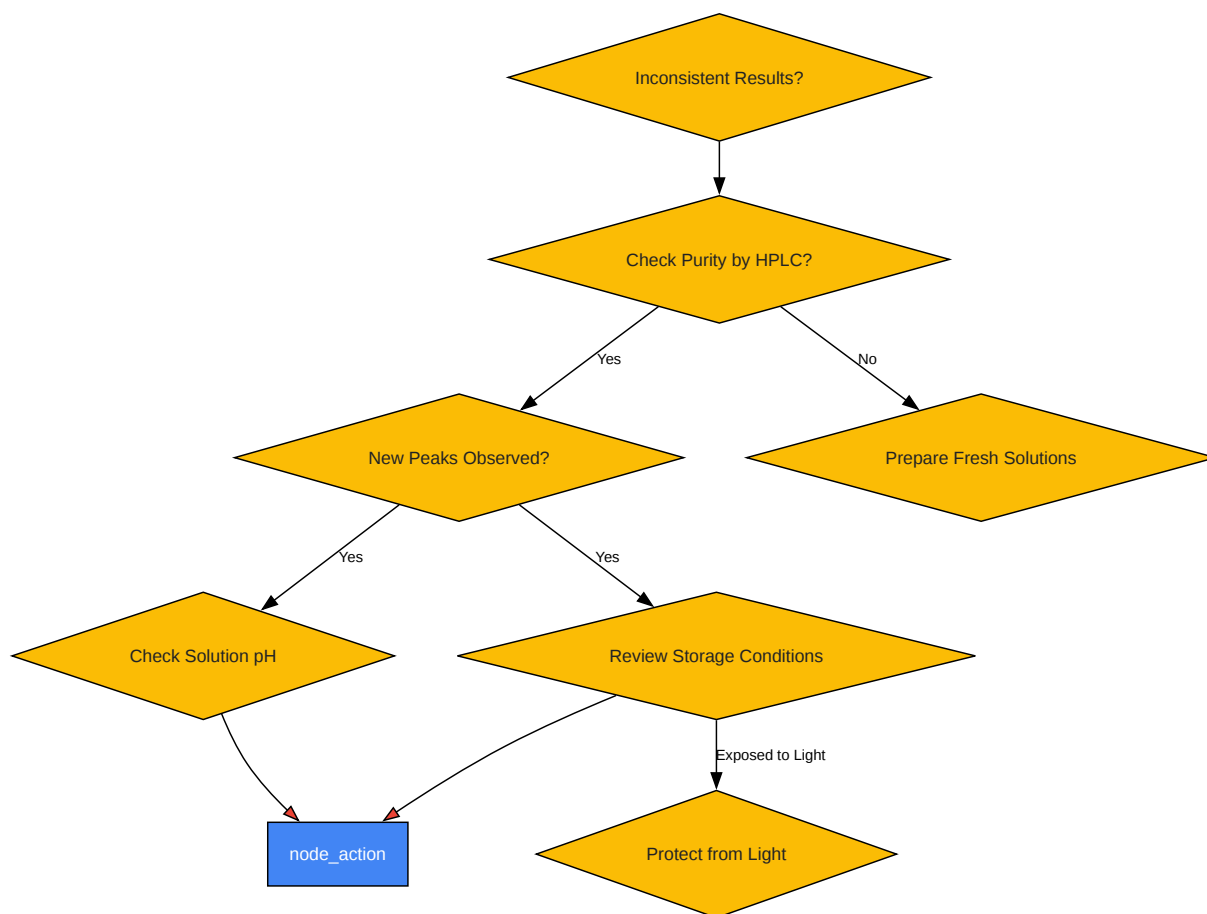 Inconsistent Results?
Check Purity by HPLC?
Yes
No
New Peaks Observed?
Prepare Fresh Solutions
Yes
Yes
Check Solution pH
Review Storage Conditions
Exposed to Light
node_action
Protect from Light